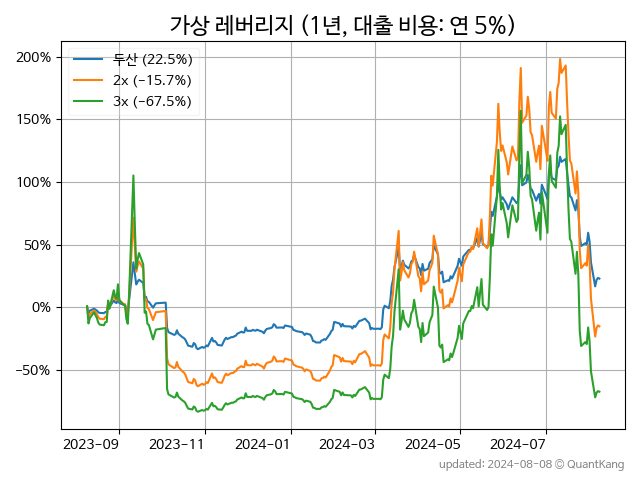 가상 레버리지 (1년, 대출 비용: 연 5%)
두산 (22.5%)
2x (-15.7%)
3x (-67.5%)
200%
150%
100%
50%
0%
-50%
2023-09
2023-11
2024-01
2024-03
2024-05
2024-07
updated: 2024-08-08 © QuantKang